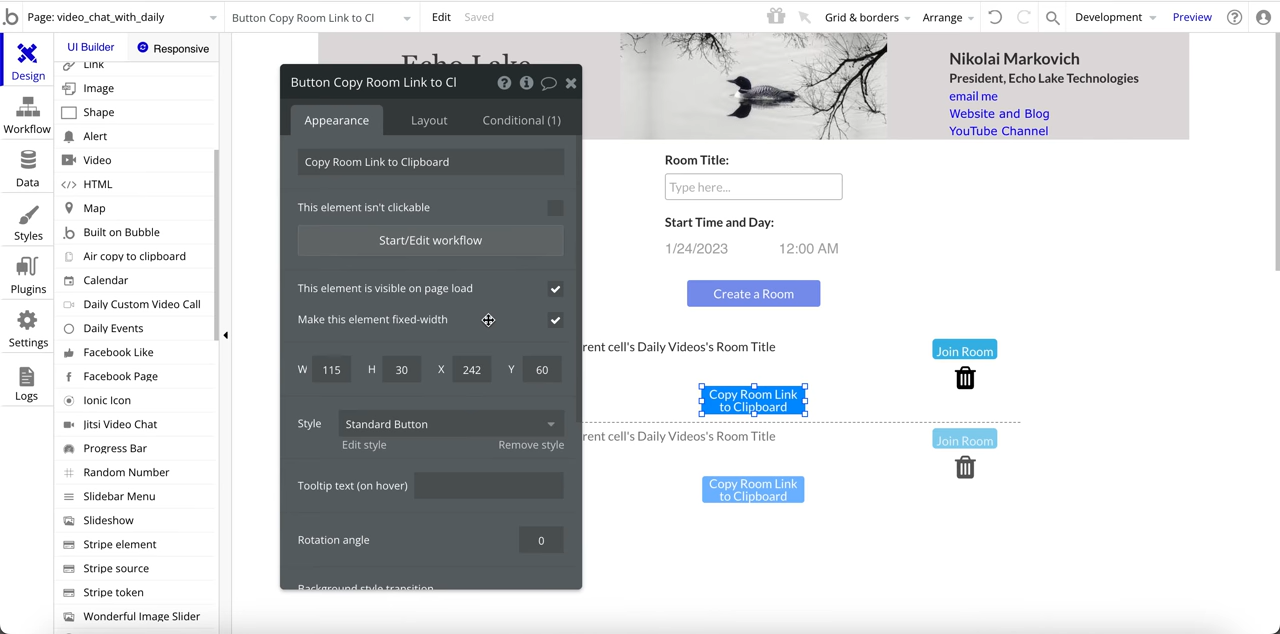 b Page: video_chat_with_daily Button Copy Room Link to Cl Edit Saved Grid & borders Arrange Development Preview ?
Design
Workflow
Data
Styles
Plugins
Settings
Logs
UI Builder Responsive
Link
Image
Shape
Alert
Video
</> HTML
Map
Built on Bubble
Air copy to clipboard
Calendar
Daily Custom Video Call
Daily Events
Facebook Like
Facebook Page
Ionic Icon
Jitsi Video Chat
Progress Bar
Random Number
Slidebar Menu
Slideshow
Stripe element
Stripe source
Stripe token
Wonderful Image Slider
Button Copy Room Link to Cl
Appearance Layout Conditional (1)
Copy Room Link to Clipboard
This element isn't clickable
Start/Edit workflow
This element is visible on page load
Make this element fixed-width
W 115 H 30 X 242 Y 60
Style Standard Button
Edit style Remove style
Tooltip text (on hover)
Rotation angle 0
Background style transition
Echo Lake
Nikolai Markovich
President, Echo Lake Technologies
email me
Website and Blog
YouTube Channel
Room Title:
Type here...
Start Time and Day:
1/24/2023 12:00 AM
Create a Room
rent cell's Daily Videos's Room Title
Join Room
Copy Room Link
to Clipboard
rent cell's Daily Videos's Room Title
Join Room
Copy Room Link
to Clipboard